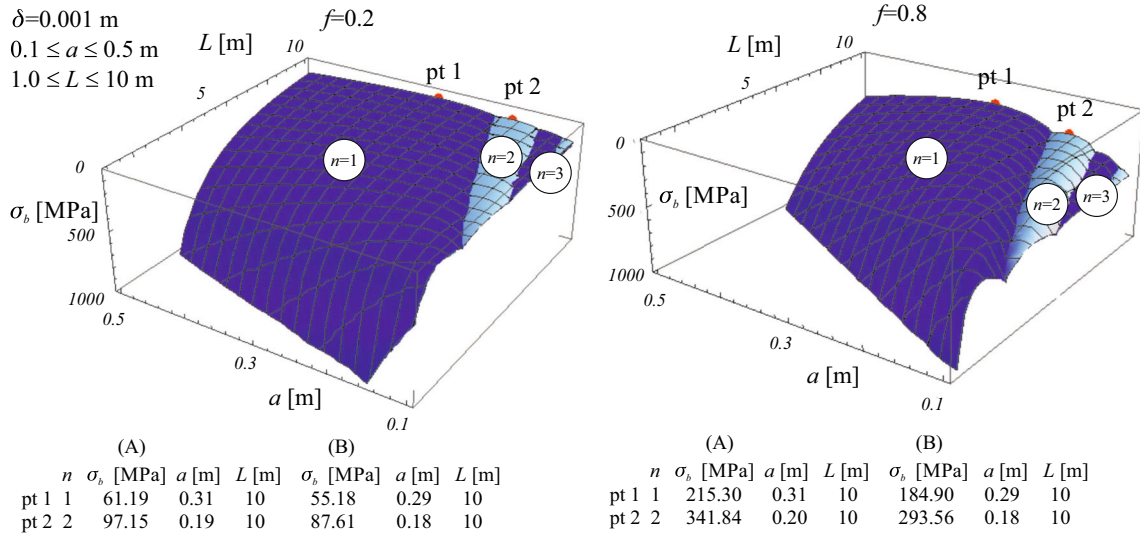 δ=0.001 m
0.1 ≤ a ≤ 0.5 m
1.0 ≤ L ≤ 10 m
f=0.2
L [m]
10
5
pt 1
pt 2
n=1
n=2
n=3
0
σb [MPa]
500
1000
0.5
0.3
a [m]
0.1
(A) (B)
n σb [MPa] a [m] L [m] σb [MPa] a [m] L [m]
pt 1 1 61.19 0.31 10 55.18 0.29 10
pt 2 2 97.15 0.19 10 87.61 0.18 10
f=0.8
L [m]
10
5
pt 1
pt 2
n=1
n=2
n=3
0
σb [MPa]
500
1000
0.5
0.3
a [m]
0.1
(A) (B)
n σb [MPa] a [m] L [m] σb [MPa] a [m] L [m]
pt 1 1 215.30 0.31 10 184.90 0.29 10
pt 2 2 341.84 0.20 10 293.56 0.18 10